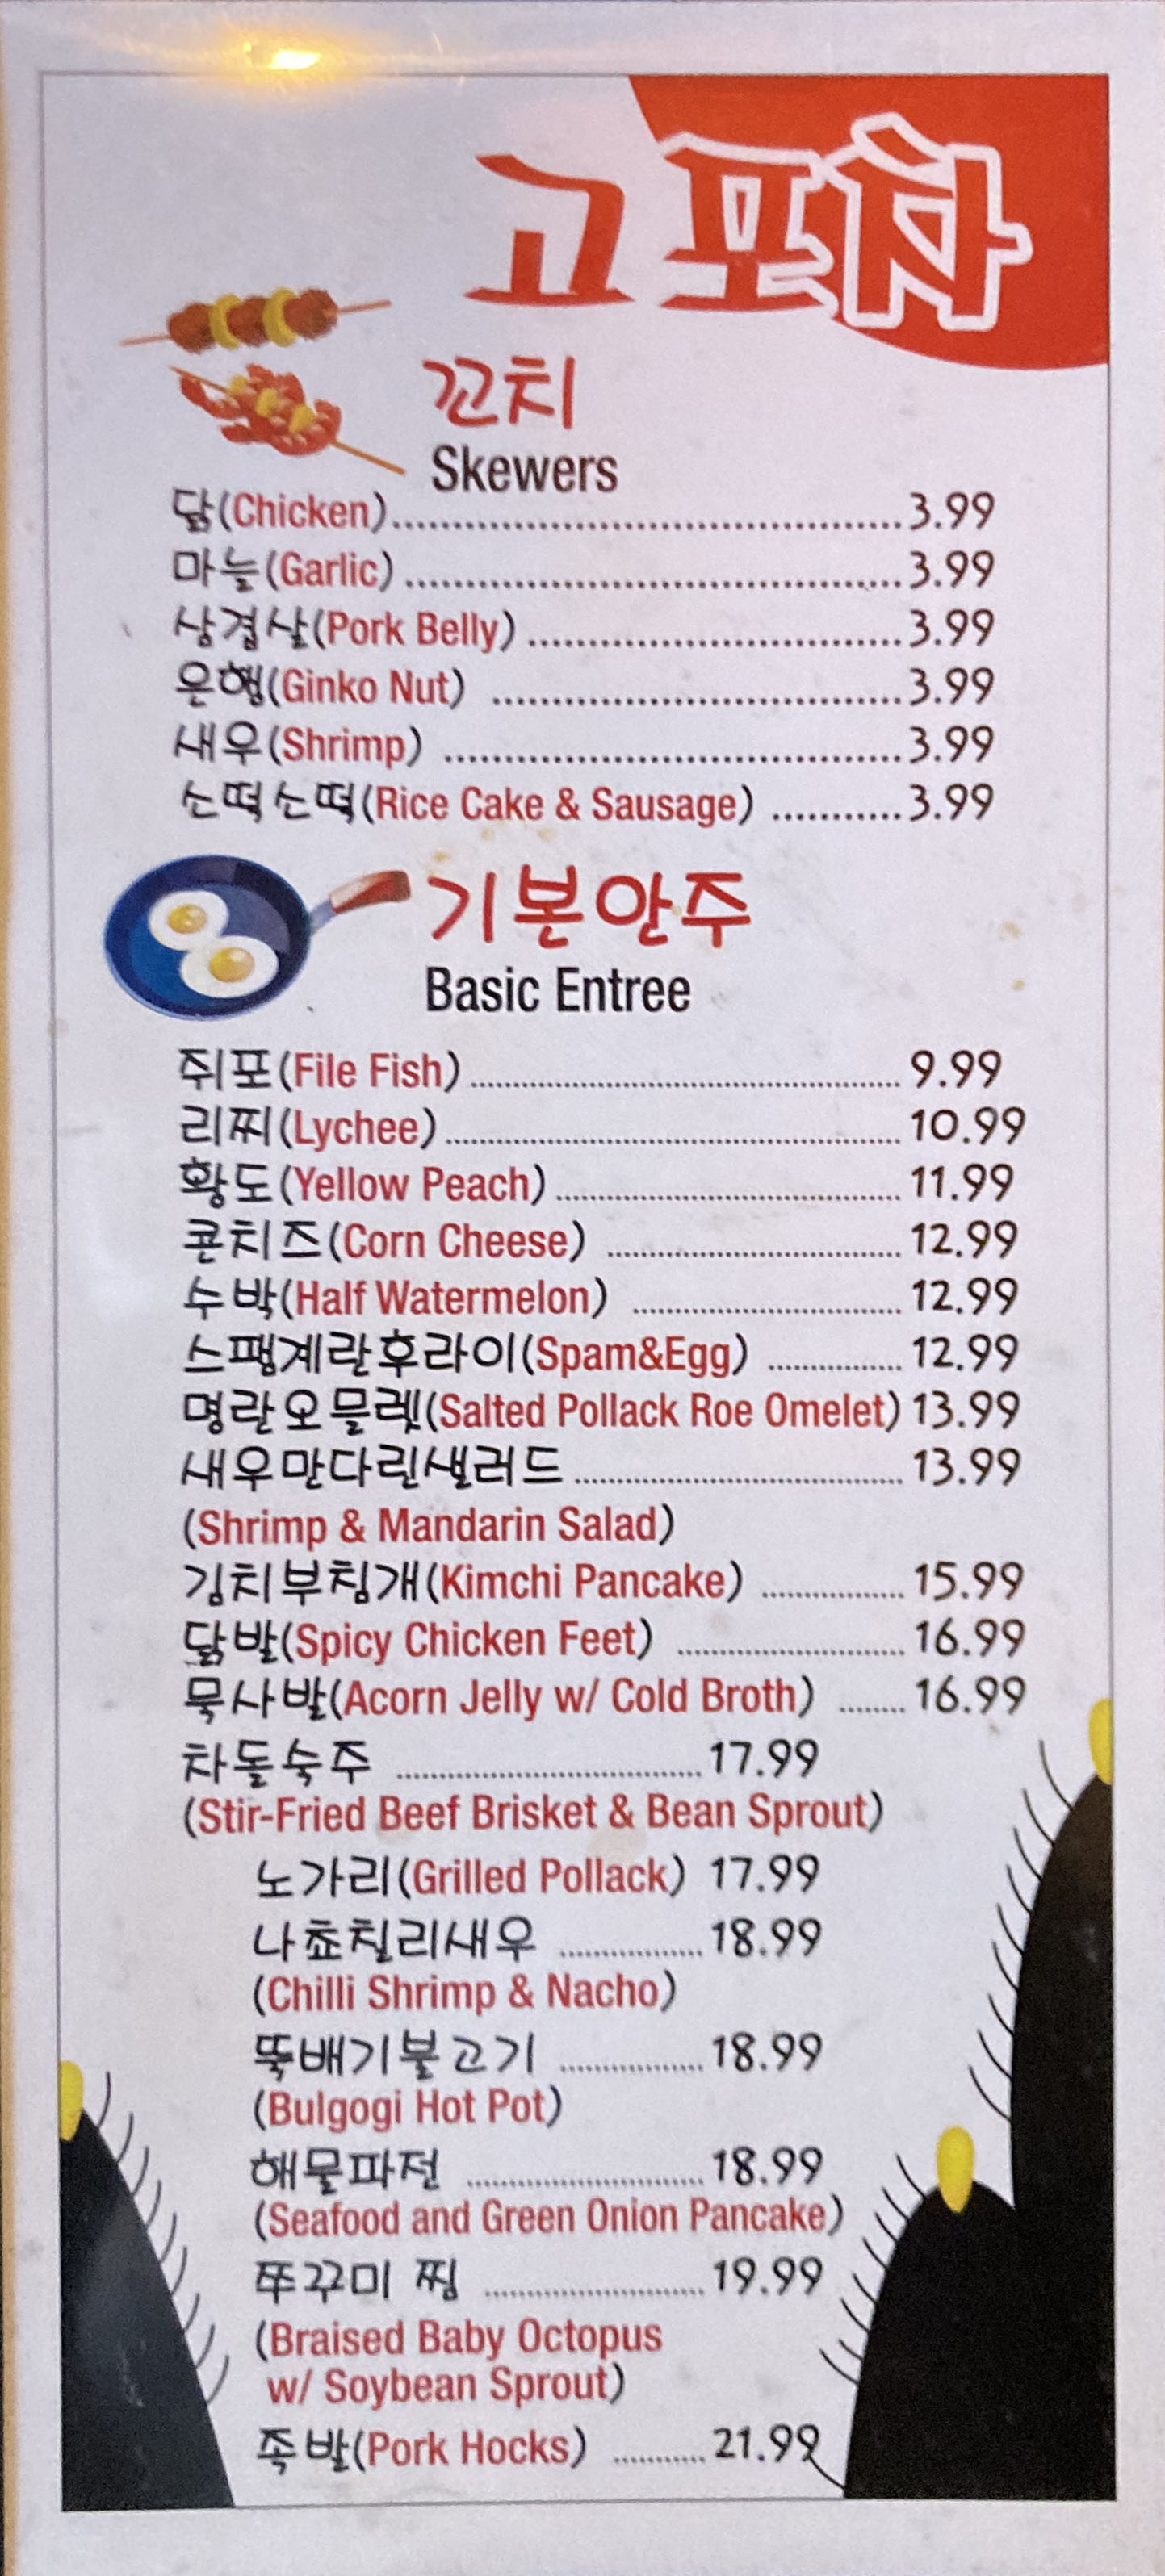 고포차
꼬치
Skewers
닭(Chicken)..........................................3.99
마늘(Garlic).........................................3.99
삼겹살(Pork Belly)...............................3.99
은행(Ginko Nut) ..................................3.99
새우(Shrimp) ......................................3.99
소떡소떡(Rice Cake & Sausage) ...........3.99
기본안주
Basic Entree
쥐포(File Fish)..................................................... 9.99
리찌(Lychee)........................................................ 10.99
황도(Yellow Peach).......................................... 11.99
콘치즈(Corn Cheese) .................................... 12.99
수박(Half Watermelon) ................................. 12.99
스팸계란후라이(Spam&Egg) ................ 12.99
명란오믈렛(Salted Pollack Roe Omelet) 13.99
새우만다린샐러드........................................ 13.99
(Shrimp & Mandarin Salad)
김치부침개(Kimchi Pancake) ................. 15.99
닭발(Spicy Chicken Feet) ........................... 16.99
묵사발(Acorn Jelly w/ Cold Broth) ........ 16.99
차돌숙주 .....................................17.99
(Stir-Fried Beef Brisket & Bean Sprout)
노가리(Grilled Pollack) 17.99
나쵸칠리새우 .................18.99
(Chilli Shrimp & Nacho)
뚝배기불고기 .................18.99
(Bulgogi Hot Pot)
해물파전 ............................18.99
(Seafood and Green Onion Pancake)
쭈꾸미 찜 ..........................19.99
(Braised Baby Octopus
w/ Soybean Sprout)
족발(Pork Hocks) ...........21.99